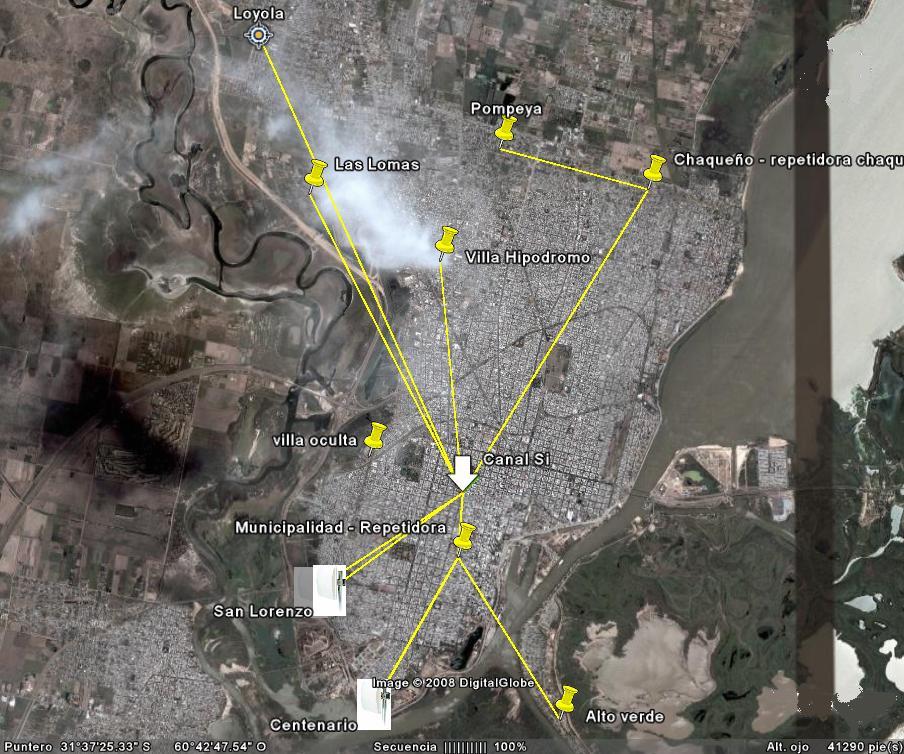 Loyola
Pompeya
Chaqueño - repetidora chaqu
Las Lomas
Villa Hipodromo
villa oculta
Canal Si
Municipalidad - Repetidora
San Lorenzo
Image © 2008 DigitalGlobe
Centenario
Alto verde
Puntero 31°37'25.33" S 60°42'47.54" O Secuencia |||||||||| 100% Alt. ojo 41290 pie(s)